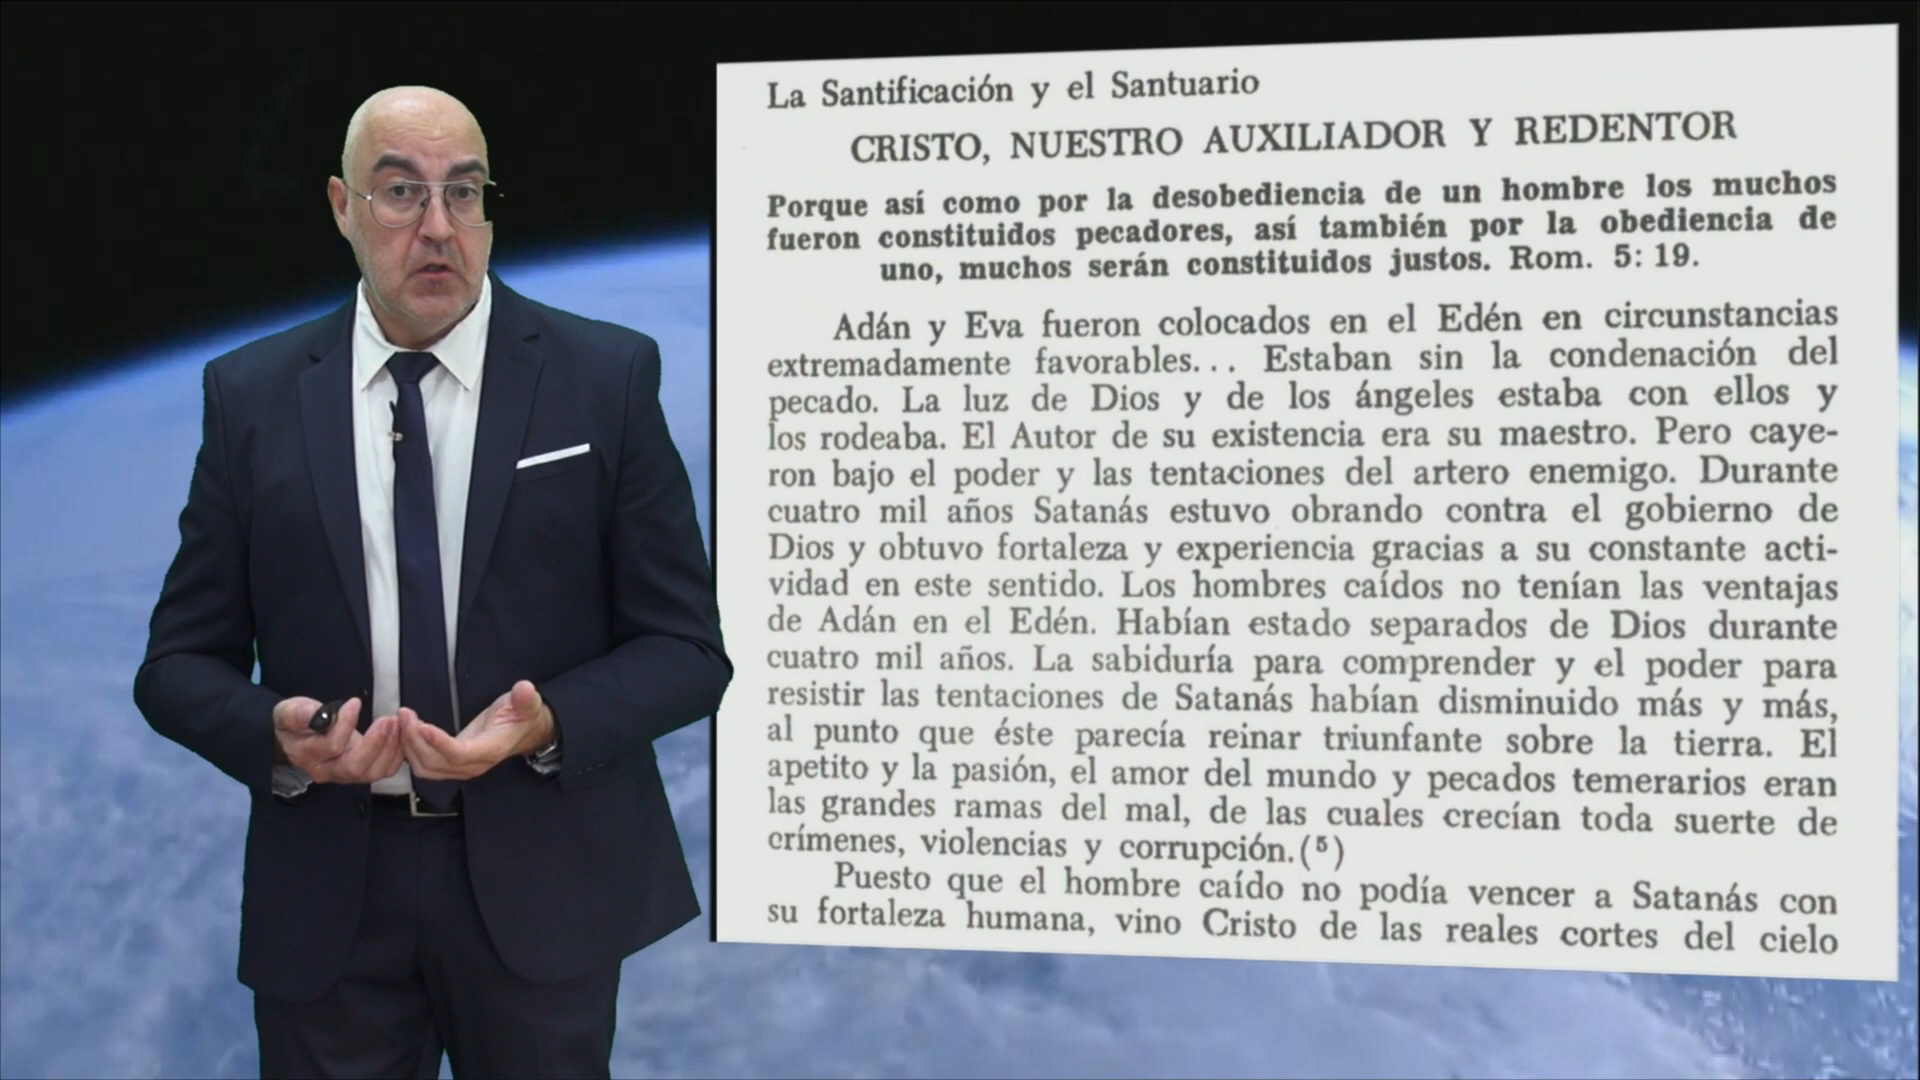 La Santificación y el Santuario
CRISTO, NUESTRO AUXILIADOR Y REDENTOR
Porque así como por la desobediencia de un hombre los muchos
fueron constituidos pecadores, así también por la obediencia de
uno, muchos serán constituidos justos. Rom. 5: 19.
Adán y Eva fueron colocados en el Edén en circunstancias
extremadamente favorables... Estaban sin la condenación del
pecado. La luz de Dios y de los ángeles estaba con ellos y
los rodeaba. El Autor de su existencia era su maestro. Pero caye-
ron bajo el poder y las tentaciones del artero enemigo. Durante
cuatro mil años Satanás estuvo obrando contra el gobierno de
Dios y obtuvo fortaleza y experiencia gracias a su constante acti-
vidad en este sentido. Los hombres caídos no tenían las ventajas
de Adán en el Edén. Habían estado separados de Dios durante
cuatro mil años. La sabiduría para comprender y el poder para
resistir las tentaciones de Satanás habían disminuido más y más,
al punto que éste parecía reinar triunfante sobre la tierra. El
apetito y la pasión, el amor del mundo y pecados temerarios eran
las grandes ramas del mal, de las cuales crecían toda suerte de
crímenes, violencias y corrupción.(⁵)
Puesto que el hombre caído no podía vencer a Satanás con
su fortaleza humana, vino Cristo de las reales cortes del cielo